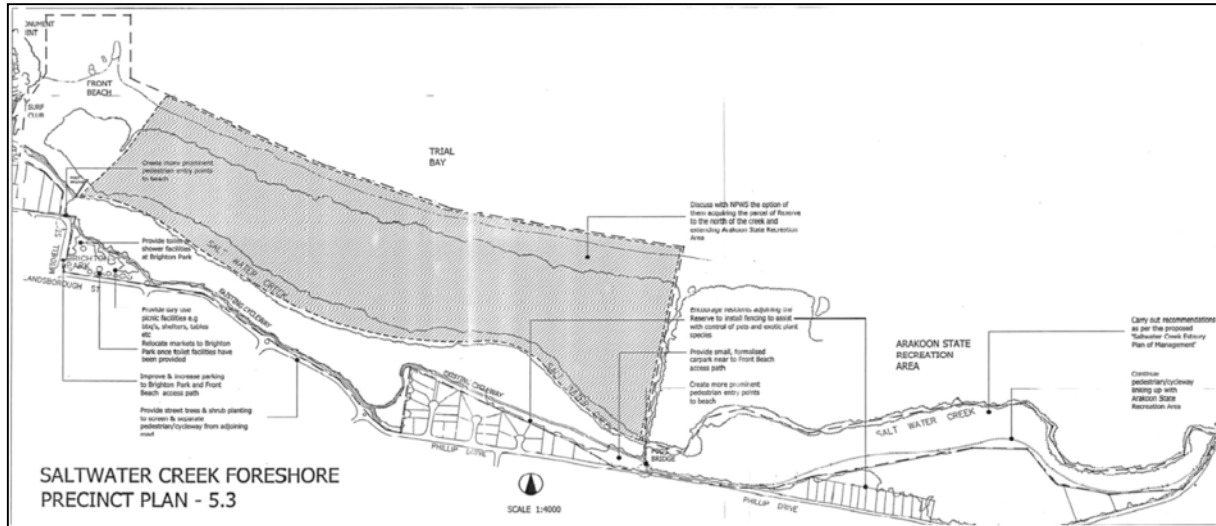 FRONT
BEACH
SURF
CLUB
TRIAL
BAY
Create more prominent
pedestrian entry points
to beach
Discuss with NPWS the option of
them acquiring the parcel of Reserve
to the north of the creek and
extending Arakoon State Recreation
Area
MITCHELL ST
Provide toilet &
shower facilities
at Brighton Park
BRIGHTON
PARK
LANDSBOROUGH ST
SALT WATER CREEK
EXISTING CYCLEWAY
Provide day use
picnic facilities e.g
bbq's, shelters, tables
etc
Relocate markets to Brighton
Park once toilet facilities have
been provided
Improve & increase parking
to Brighton Park and Front
Beach access path
Provide street trees & shrub planting
to screen & separate
pedestrian/cycleway from adjoining
road
Encourage residents adjoining the
Reserve to install fencing to assist
with control of pets and exotic plant
species
Provide small, formalised
carpark near to Front Beach
access path
Create more prominent
pedestrian entry points
to beach
ARAKOON STATE
RECREATION
AREA
Carry out recommendations
as per the proposed
'Saltwater Creek Estuary
Plan of Management'
Continue
pedestrian/cycleway
linking up with
Arakoon State
Recreation Area
EXISTING CYCLEWAY
SALT WATER CREEK
SALT WATER CREEK
PHILLIP DRIVE
BRIDGE
PHILLIP DRIVE
SALTWATER CREEK FORESHORE
PRECINCT PLAN - 5.3
SCALE 1:4000